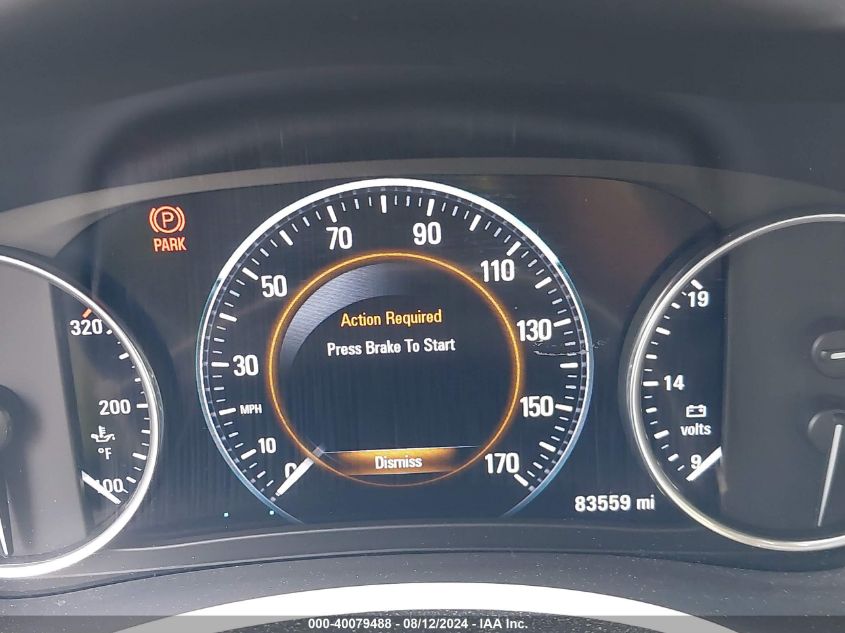 P
PARK
320
200
°F
100
0
10
MPH
30
50
70
90
110
130
150
170
Action Required
Press Brake To Start
Dismiss
83559 mi
19
14
volts
9
000-40079488 - 08/12/2024 - IAA Inc.